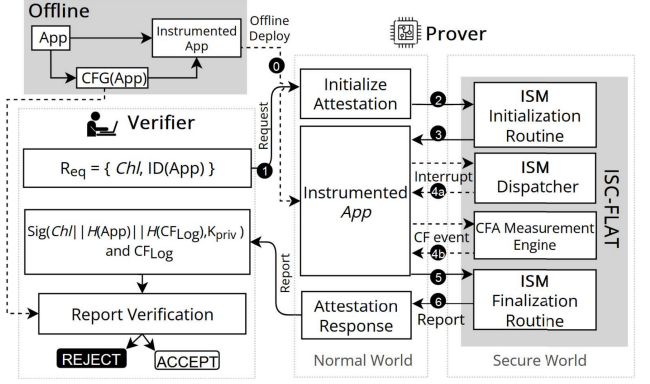 Offline
App
Instrumented
App
CFG(App)
Offline
Deploy
0
Prover
Verifier
Req = { Chl, ID(App) }
1
Request
Sig(Chl||H(App)||H(CFLog),Kpriv )
and CFLog
Report Verification
REJECT
ACCEPT
Report
Initialize
Attestation
Instrumented
App
Attestation
Response
Normal World
2
3
Interrupt
4a
CF event
4b
5
6
Report
ISM
Initialization
Routine
ISM
Dispatcher
CFA Measurement
Engine
ISM
Finalization
Routine
ISC-FLAT
Secure World